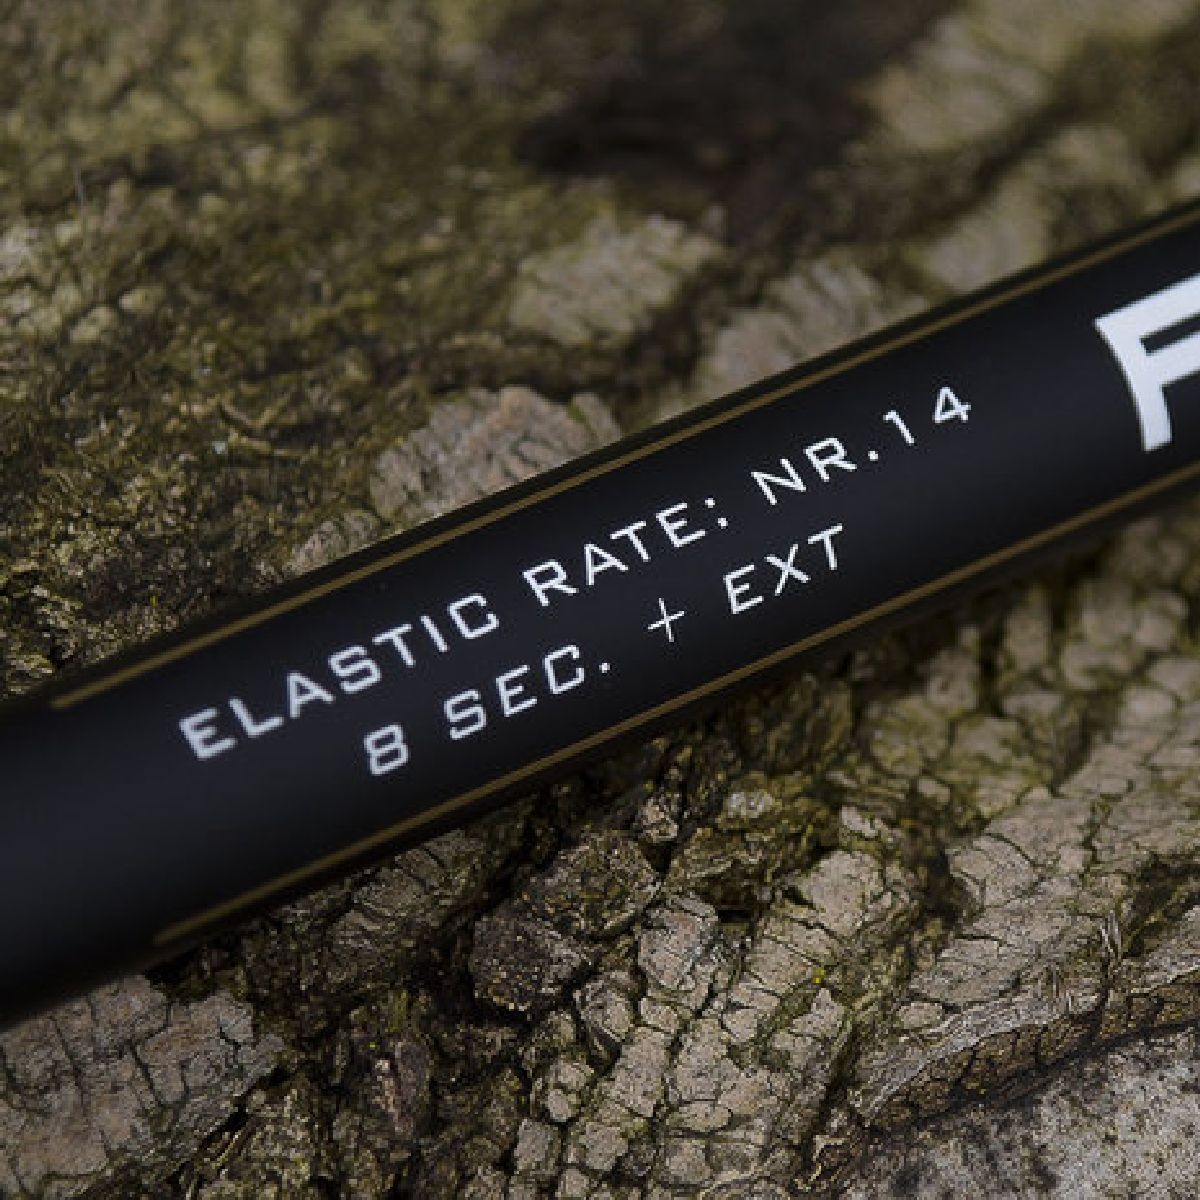 ELASTIC RATE: NR.14
8 SEC. + EXT